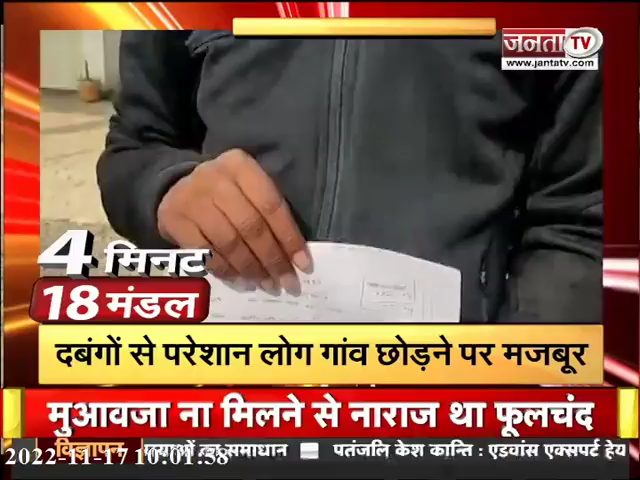 जनता TV
www.jantatv.com
4 मिनट
18 मंडल
दबंगों से परेशान लोग गांव छोड़ने पर मजबूर
मुआवजा ना मिलने से नाराज था फूलचंद
विज्ञापन का समाधान पतंजलि केश कान्ति : एडवांस एक्सपर्ट हेय
2022-11-17 10:01:58